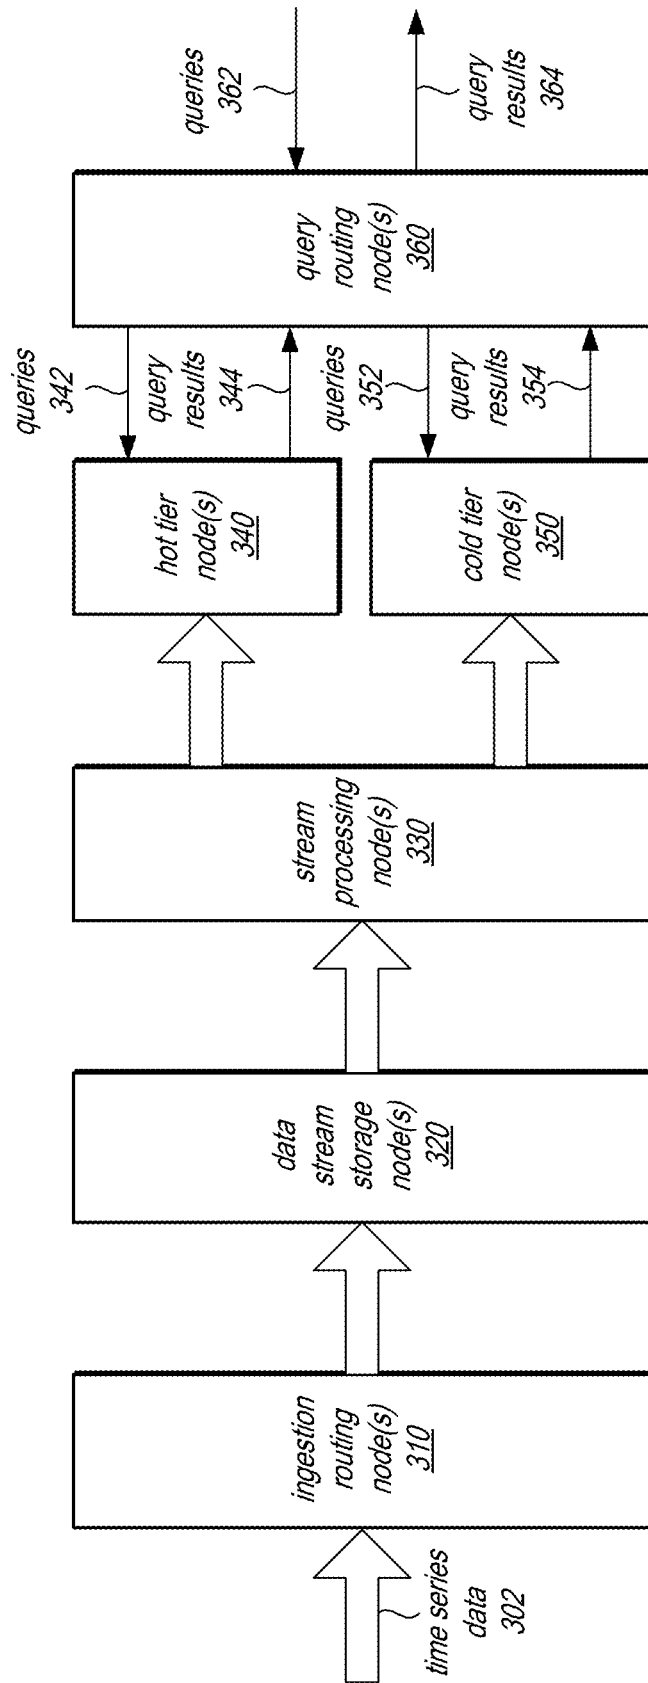 time series
data
302
ingestion
routing
node(s)
310
data
stream
storage
node(s)
320
stream
processing
node(s)
330
hot tier
node(s)
340
cold tier
node(s)
350
queries
342
query
results
344
queries
352
query
results
354
query
routing
node(s)
360
queries
362
query
results
364